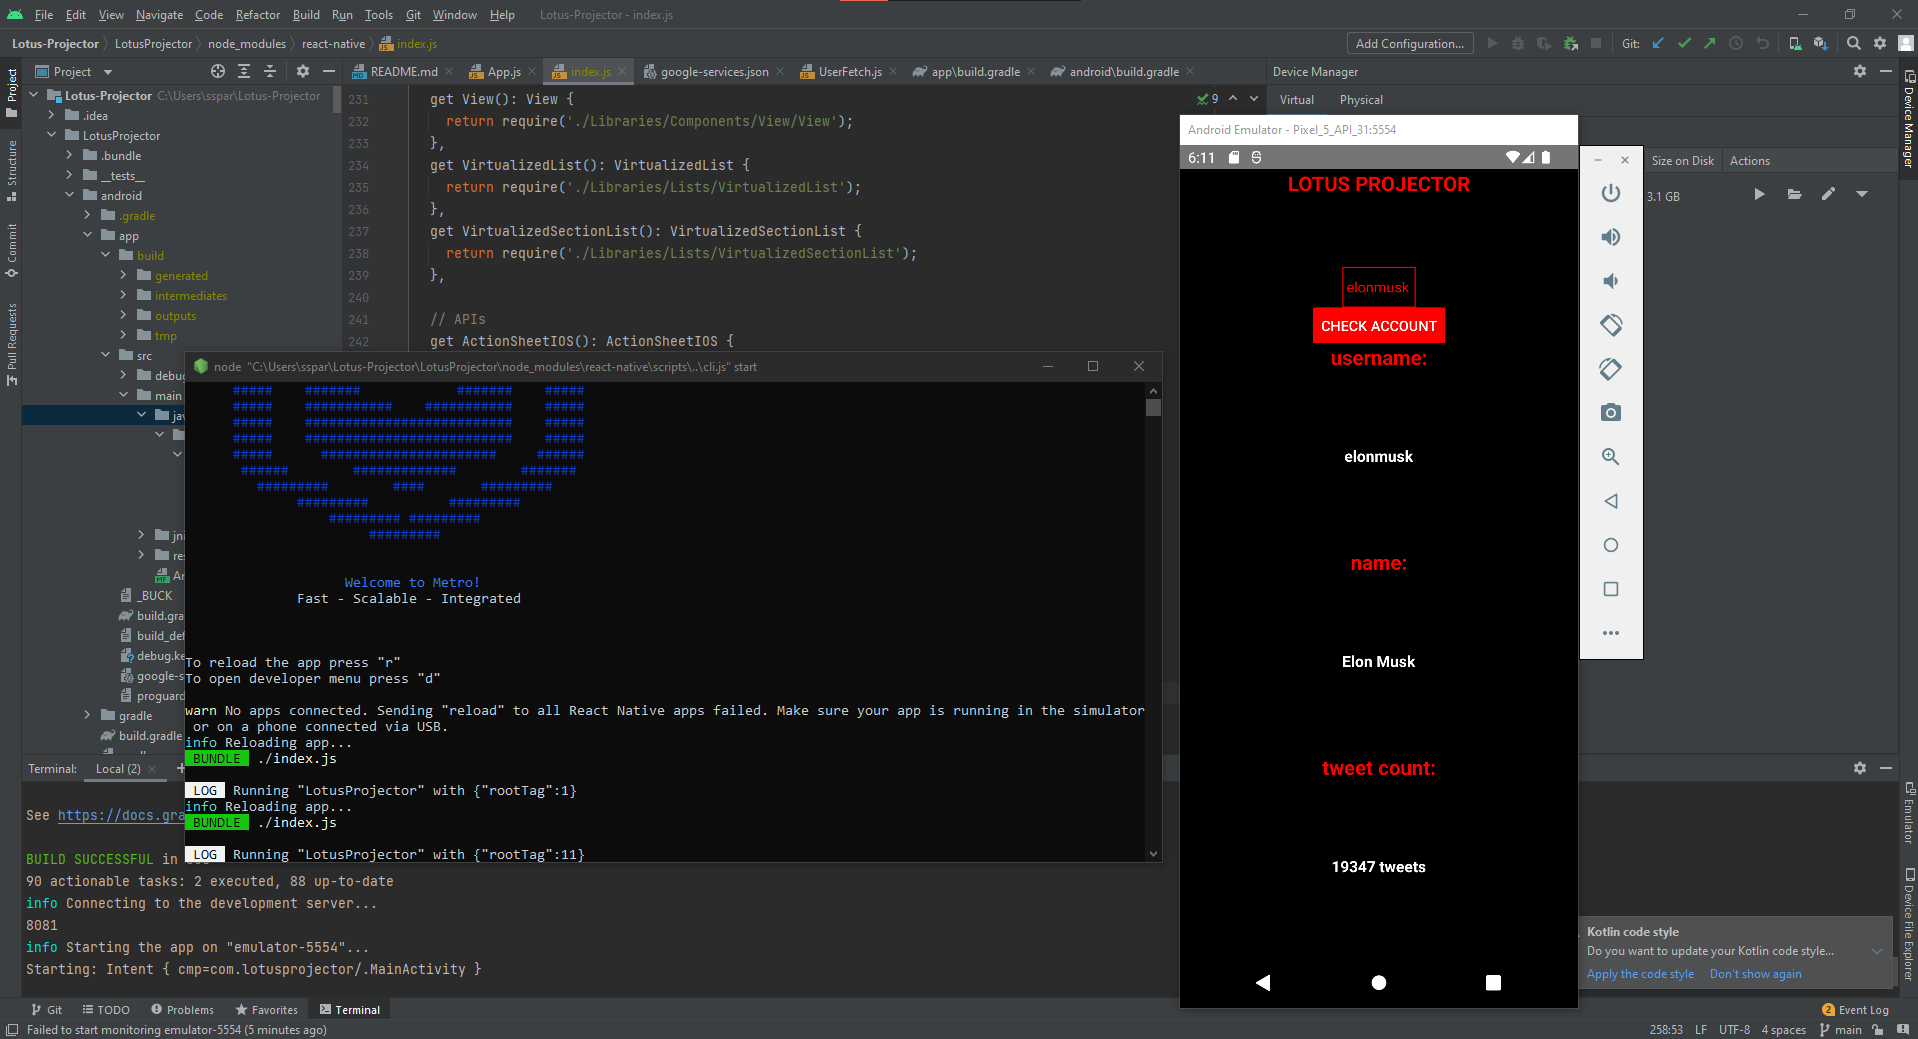 File Edit View Navigate Code Refactor Build Run Tools Git Window Help Lotus-Projector - index.js
Lotus-Projector LotusProjector node_modules react-native index.js
Add Configuration... Git:
Project
README.md App.js index.js google-services.json UserFetch.js app\build.gradle android\build.gradle
Device Manager
Lotus-Projector C:\Users\sspar\Lotus-Projector
.idea
LotusProjector
.bundle
__tests__
android
.gradle
app
build
generated
intermediates
outputs
tmp
src
debug
main
jav
jni
res
An
_BUCK
build.gra
build_def
debug.ke
google-s
proguard
gradle
build.gradle
231 get View(): View {
232 return require('./Libraries/Components/View/View');
233 },
234 get VirtualizedList(): VirtualizedList {
235 return require('./Libraries/Lists/VirtualizedList');
236 },
237 get VirtualizedSectionList(): VirtualizedSectionList {
238 return require('./Libraries/Lists/VirtualizedSectionList');
239 },
240
241 // APIs
242 get ActionSheetIOS(): ActionSheetIOS {
9
Virtual Physical
Size on Disk Actions
3.1 GB
Project
Structure
Commit
Pull Requests
Device Manager
Emulator
Device File Explorer
node "C:\Users\sspar\Lotus-Projector\LotusProjector\node_modules\react-native\scripts\..\cli.js" start
##### ####### ####### #####
##### ########### ########### #####
##### ########################## #####
##### ########################## #####
##### ###################### ######
###### ############# #######
######### #### #########
######### #########
######### #########
#########
Welcome to Metro!
Fast - Scalable - Integrated
To reload the app press "r"
To open developer menu press "d"
warn No apps connected. Sending "reload" to all React Native apps failed. Make sure your app is running in the simulator
or on a phone connected via USB.
info Reloading app...
BUNDLE ./index.js
LOG Running "LotusProjector" with {"rootTag":1}
info Reloading app...
BUNDLE ./index.js
LOG Running "LotusProjector" with {"rootTag":11}
Android Emulator - Pixel_5_API_31:5554
6:11
LOTUS PROJECTOR
elonmusk
CHECK ACCOUNT
username:
elonmusk
name:
Elon Musk
tweet count:
19347 tweets
Terminal: Local (2)
See https://docs.gra
BUILD SUCCESSFUL in
90 actionable tasks: 2 executed, 88 up-to-date
info Connecting to the development server...
8081
info Starting the app on "emulator-5554"...
Starting: Intent { cmp=com.lotusprojector/.MainActivity }
Kotlin code style
Do you want to update your Kotlin code style...
Apply the code style Don't show again
Git TODO Problems Favorites Terminal 2 Event Log
Failed to start monitoring emulator-5554 (5 minutes ago)
258:53 LF UTF-8 4 spaces main